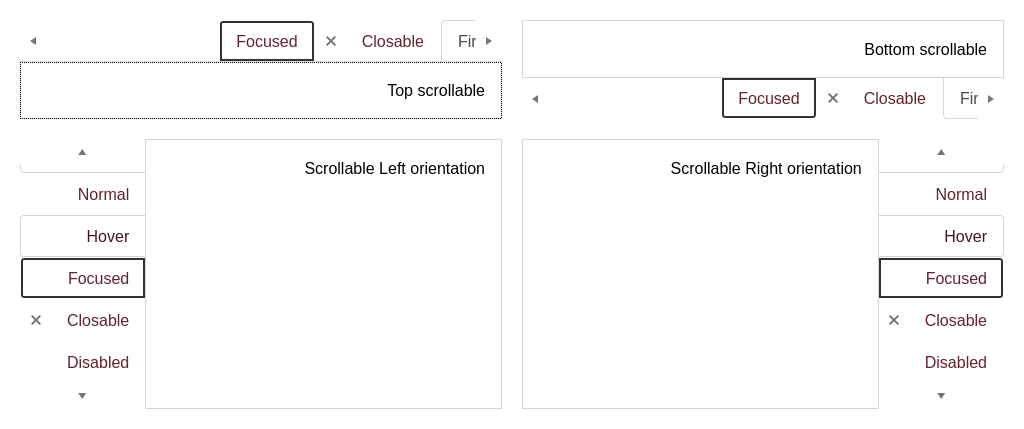 Focused
Closable
Fir
Top scrollable
Bottom scrollable
Focused
Closable
Fir
Normal
Hover
Focused
Closable
Disabled
Scrollable Left orientation
Scrollable Right orientation
Normal
Hover
Focused
Closable
Disabled